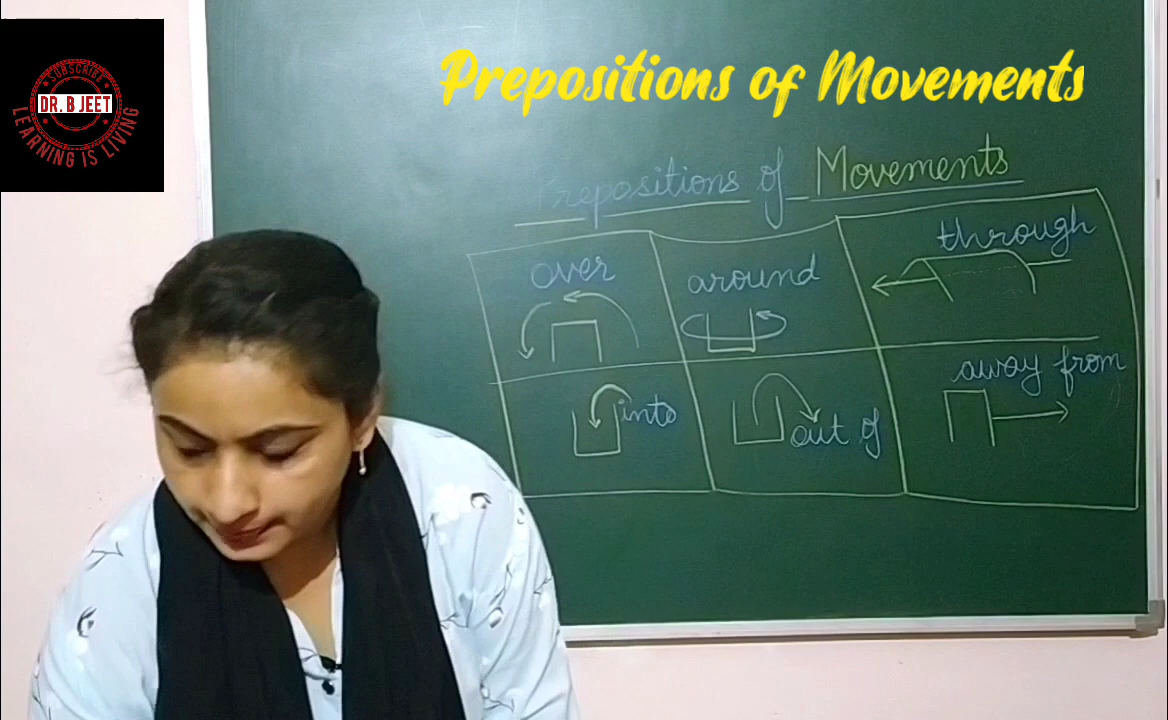 SUBSCRIBE
DR. B JEET
LEARNING IS LIVING
Prepositions of Movements
Prepositions of Movements
over
around
through
into
out of
away from